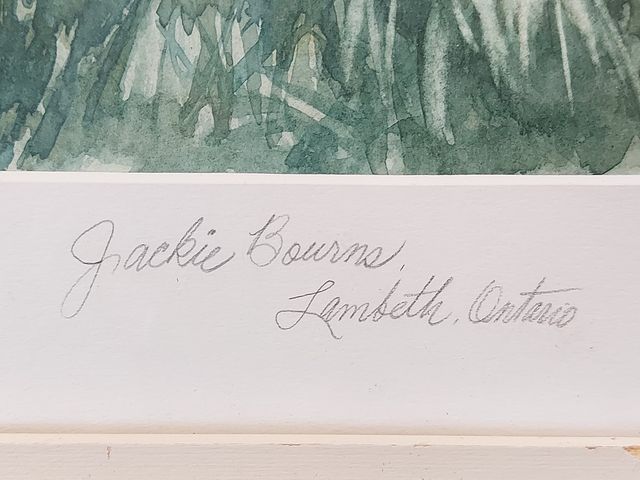 Jackie Bourns,
Lambeth, Ontario